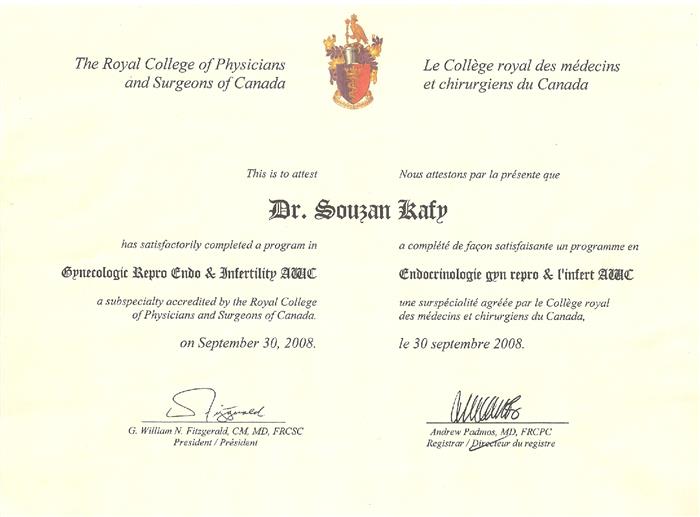 The Royal College of Physicians
and Surgeons of Canada
Le Collège royal des médecins
et chirurgiens du Canada
This is to attest
Nous attestons par la présente que
Dr. Souzan Kafy
has satisfactorily completed a program in
a complété de façon satisfaisante un programme en
Gynecologic Repro Endo & Infertility AWC
Endocrinologie gyn repro & l'infert AWC
a subspecialty accredited by the Royal College
of Physicians and Surgeons of Canada.
une surspécialité agréée par le Collège royal
des médecins et chirurgiens du Canada,
on September 30, 2008.
le 30 septembre 2008.
G. William N. Fitzgerald, CM, MD, FRCSC
President / Président
Andrew Padmos, MD, FRCPC
Registrar / Directeur du registre